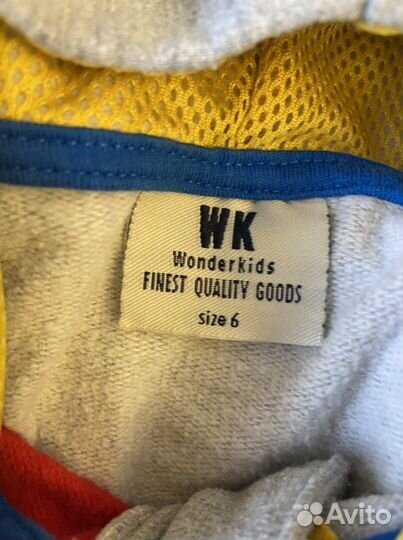 WK
Wonderkids
FINEST QUALITY GOODS
size 6
Avito